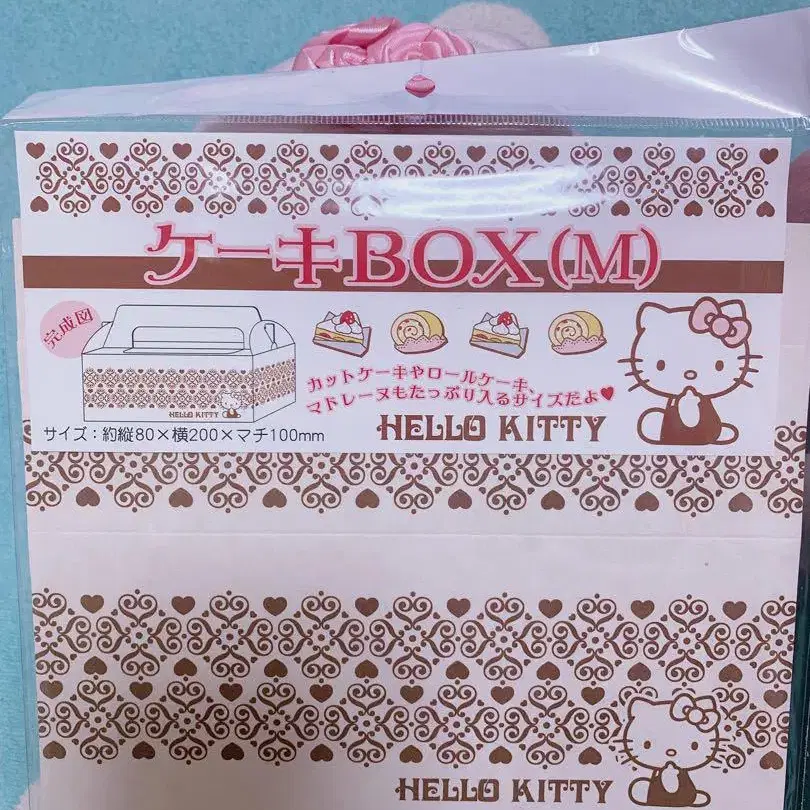 ケーキBOX(M)
完成図
カットケーキやロールケーキ、
マドレーヌもたっぷり入るサイズだよ♥
HELLO KITTY
サイズ：約縦80×横200×マチ100mm
HELLO KITTY
HELLO KITTY